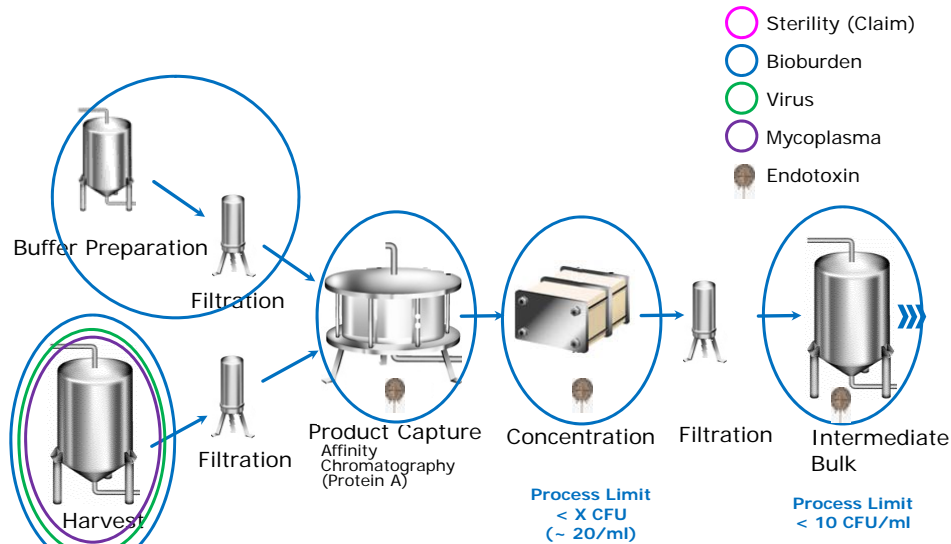 Sterility (Claim)
Bioburden
Virus
Mycoplasma
Endotoxin
Buffer Preparation
Filtration
Harvest
Filtration
Product Capture
Affinity
Chromatography
(Protein A)
Concentration
Filtration
Intermediate
Bulk
Process Limit
< X CFU
(~ 20/ml)
Process Limit
< 10 CFU/ml